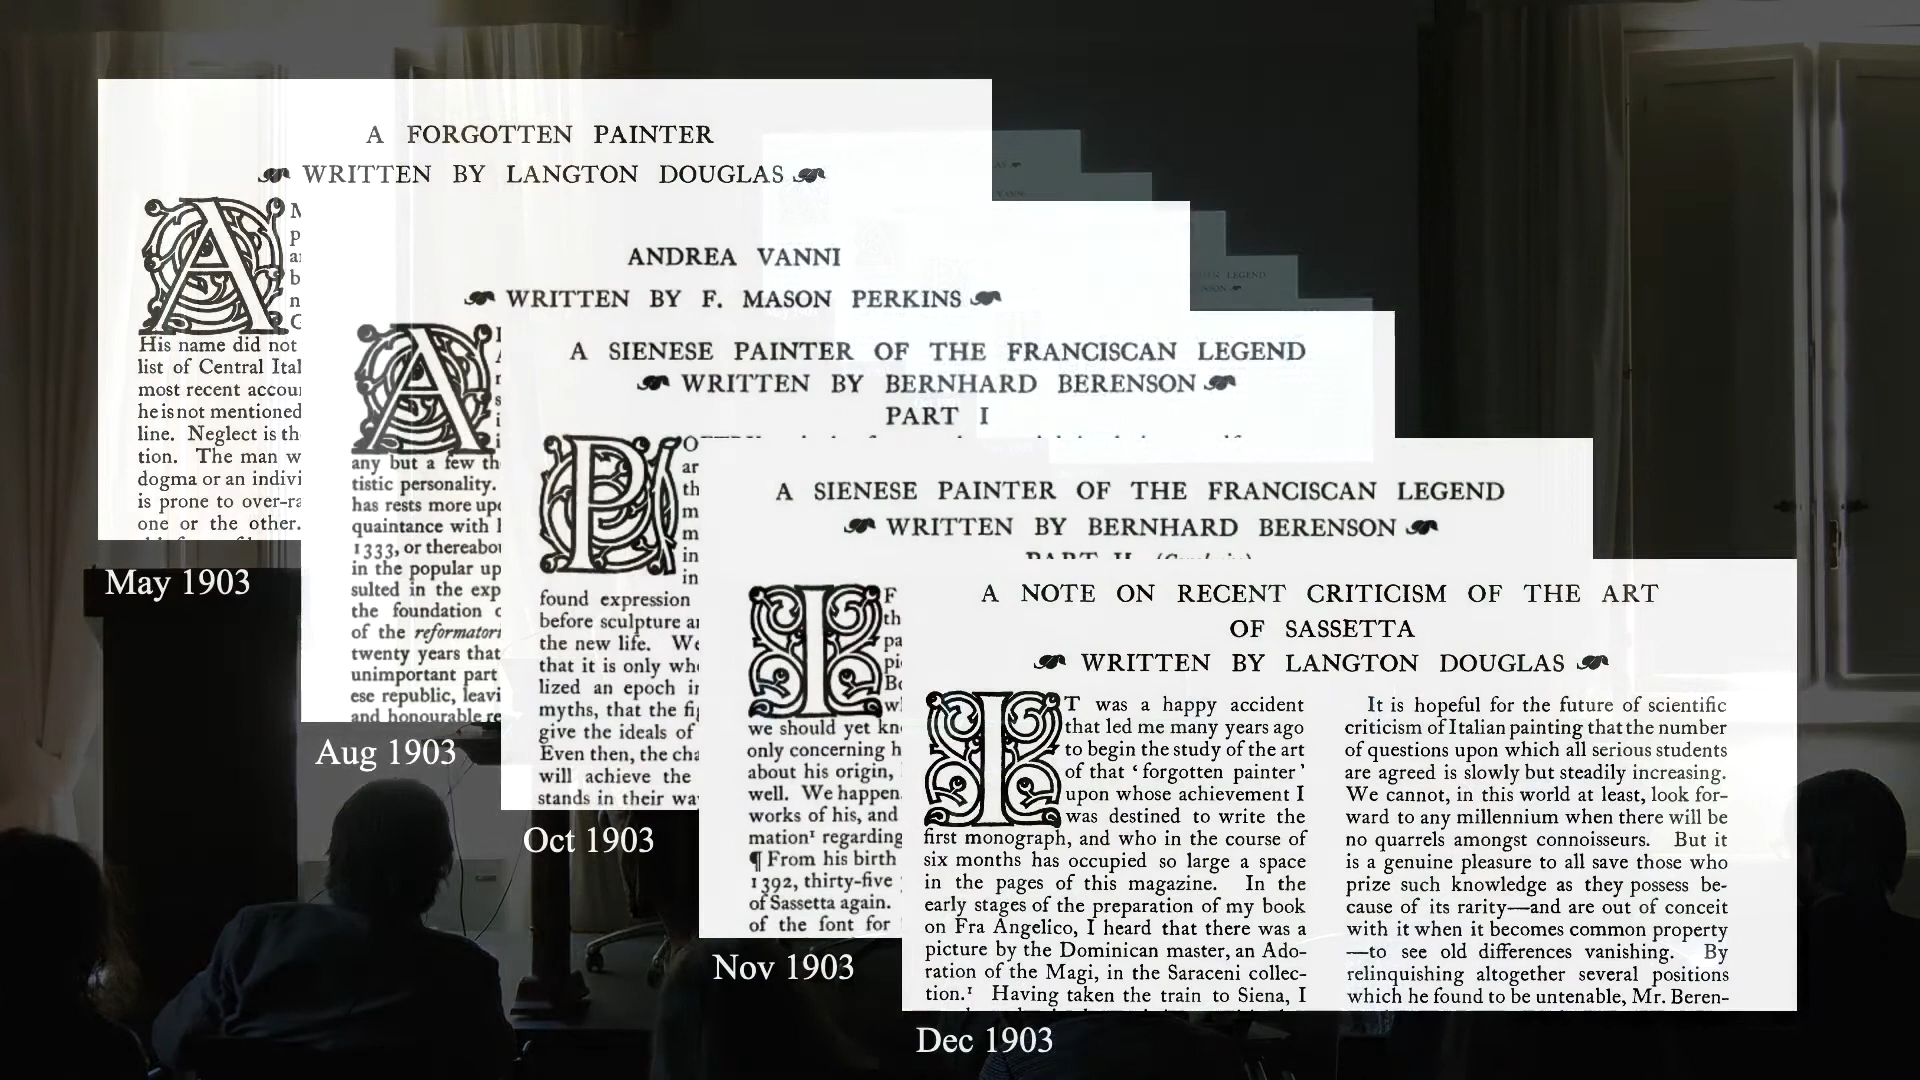 A FORGOTTEN PAINTER
WRITTEN BY LANGTON DOUGLAS
A
His name did not
list of Central Ital
most recent accou
he is not mentioned
line. Neglect is th
tion. The man w
dogma or an indivi
is prone to over-ra
one or the other.
May 1903
ANDREA VANNI
WRITTEN BY F. MASON PERKINS
A
any but a few th
tistic personality.
has rests more up
quaintance with
1333, or thereabou
in the popular up
sulted in the exp
the foundation
of the reformatori
twenty years that
unimportant part
ese republic, leavi
and honourable re
Aug 1903
A SIENESE PAINTER OF THE FRANCISCAN LEGEND
WRITTEN BY BERNHARD BERENSON
PART I
PO
ar
th
m
m
in
in
found expression
before sculpture a
the new life. We
that it is only wh
lized an epoch i
myths, that the fi
give the ideals of
Even then, the cha
will achieve the
stands in their wa
Oct 1903
A SIENESE PAINTER OF THE FRANCISCAN LEGEND
WRITTEN BY BERNHARD BERENSON
PART II (Conclusion)
IF
th
pa
pi
Bo
w
we should yet kn
only concerning h
about his origin,
well. We happen
works of his, and
mation¹ regarding
¶ From his birth
1392, thirty-five
of Sassetta again.
of the font for
Nov 1903
A NOTE ON RECENT CRITICISM OF THE ART
OF SASSETTA
WRITTEN BY LANGTON DOUGLAS
IT was a happy accident
that led me many years ago
to begin the study of the art
of that ‘forgotten painter’
upon whose achievement I
was destined to write the
first monograph, and who in the course of
six months has occupied so large a space
in the pages of this magazine. In the
early stages of the preparation of my book
on Fra Angelico, I heard that there was a
picture by the Dominican master, an Ado-
ration of the Magi, in the Saraceni collec-
tion.¹ Having taken the train to Siena, I
It is hopeful for the future of scientific
criticism of Italian painting that the number
of questions upon which all serious students
are agreed is slowly but steadily increasing.
We cannot, in this world at least, look for-
ward to any millennium when there will be
no quarrels amongst connoisseurs. But it
is a genuine pleasure to all save those who
prize such knowledge as they possess be-
cause of its rarity—and are out of conceit
with it when it becomes common property
—to see old differences vanishing. By
relinquishing altogether several positions
which he found to be untenable, Mr. Beren-
Dec 1903